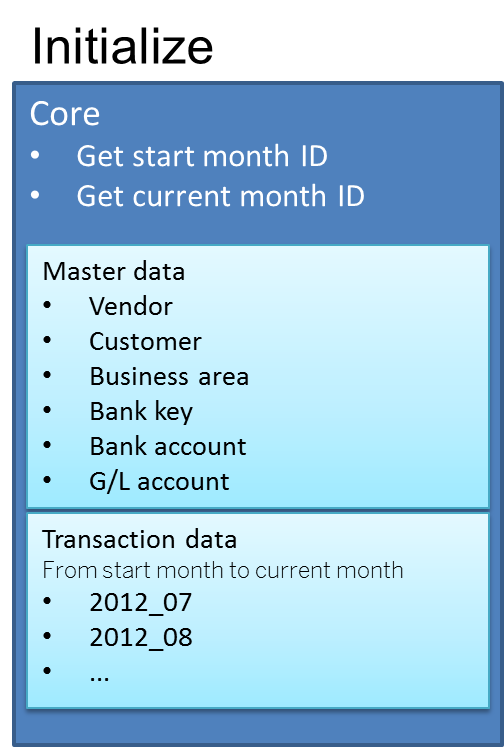 Initialize
Core
• Get start month ID
• Get current month ID
Master data
• Vendor
• Customer
• Business area
• Bank key
• Bank account
• G/L account
Transaction data
From start month to current month
• 2012_07
• 2012_08
• ...